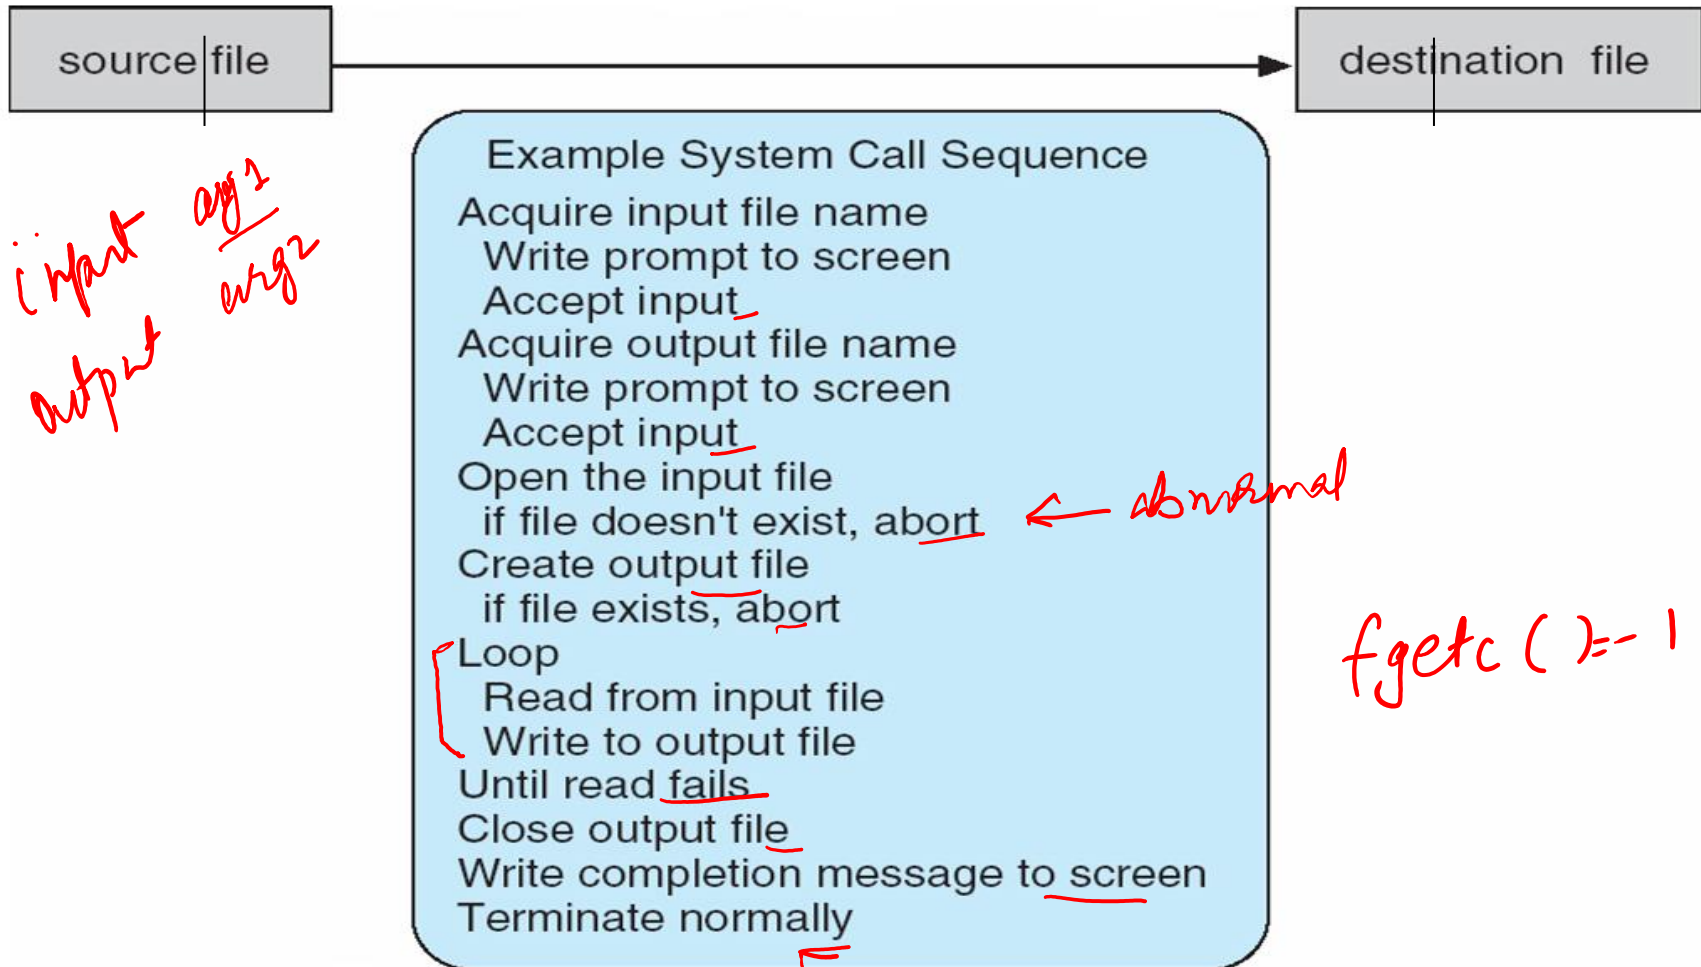 source file
destination file
Example System Call Sequence
Acquire input file name
Write prompt to screen
Accept input
Acquire output file name
Write prompt to screen
Accept input
Open the input file
if file doesn't exist, abort
Create output file
if file exists, abort
Loop
Read from input file
Write to output file
Until read fails
Close output file
Write completion message to screen
Terminate normally
input arg1
output arg2
abnormal
fgetc()=-1